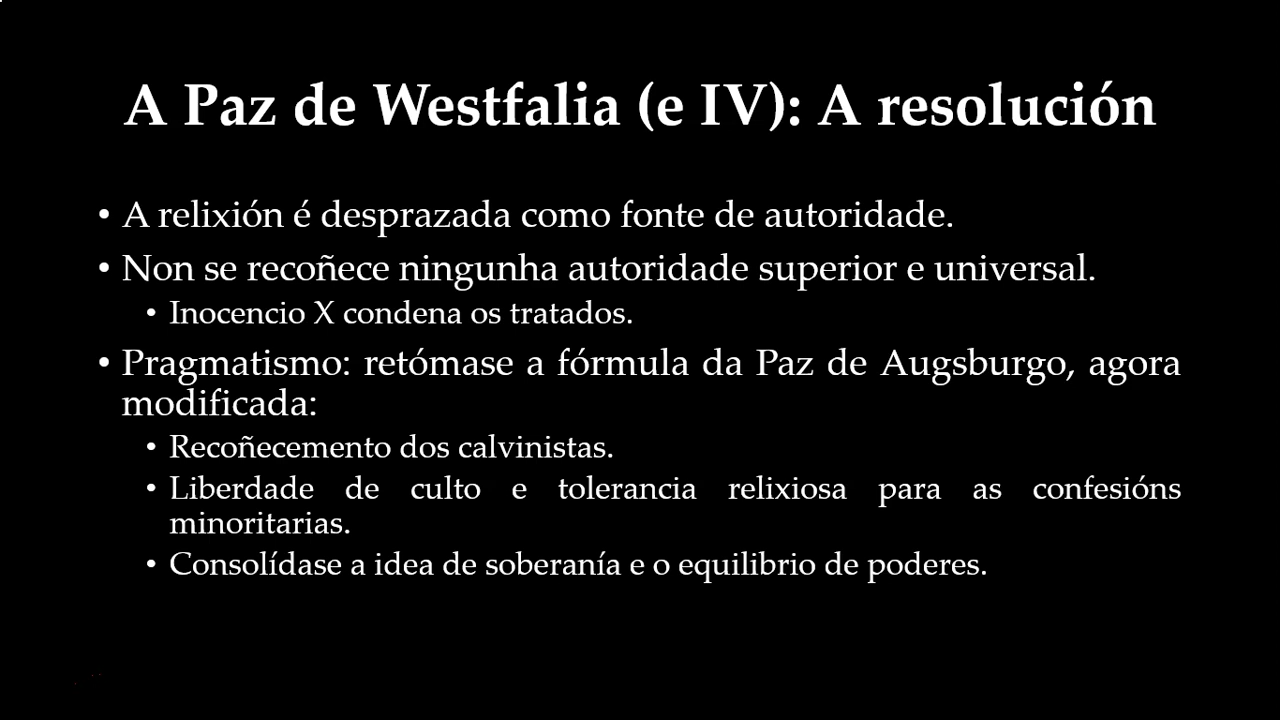 A Paz de Westfalia (e IV): A resolución
• A relixión é desprazada como fonte de autoridade.
• Non se recoñece ningunha autoridade superior e universal.
• Inocencio X condena os tratados.
• Pragmatismo: retómase a fórmula da Paz de Augsburgo, agora
modificada:
• Recoñecemento dos calvinistas.
• Liberdade de culto e tolerancia relixiosa para as confesións
minoritarias.
• Consolídase a idea de soberanía e o equilibrio de poderes.